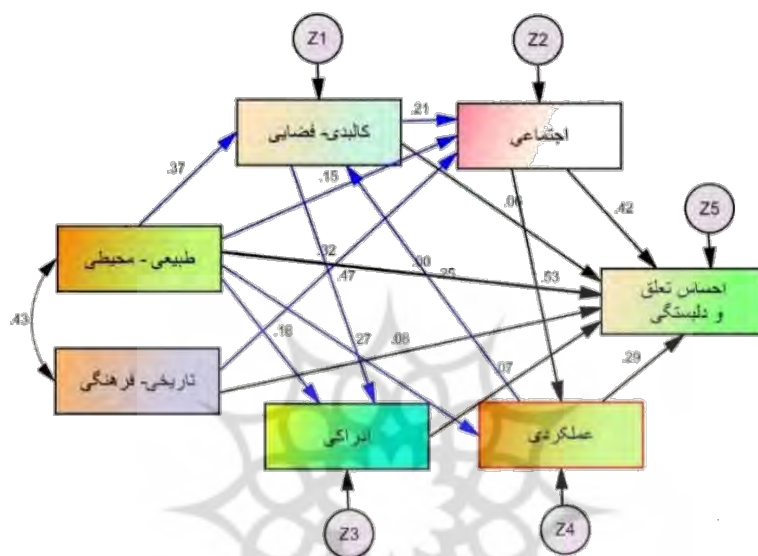 Z1
Z2
کالبدی- فضایی
.21
اجتماعی
.37
.15
.06
.42
Z5
طبیعی - محیطی
.32
.00
.47
.25
.53
احساس تعلق
و دلبستگی
.43
.16
.27
.08
.07
.29
تاریخی- فرهنگی
ادراکی
عملکردی
Z3
Z4